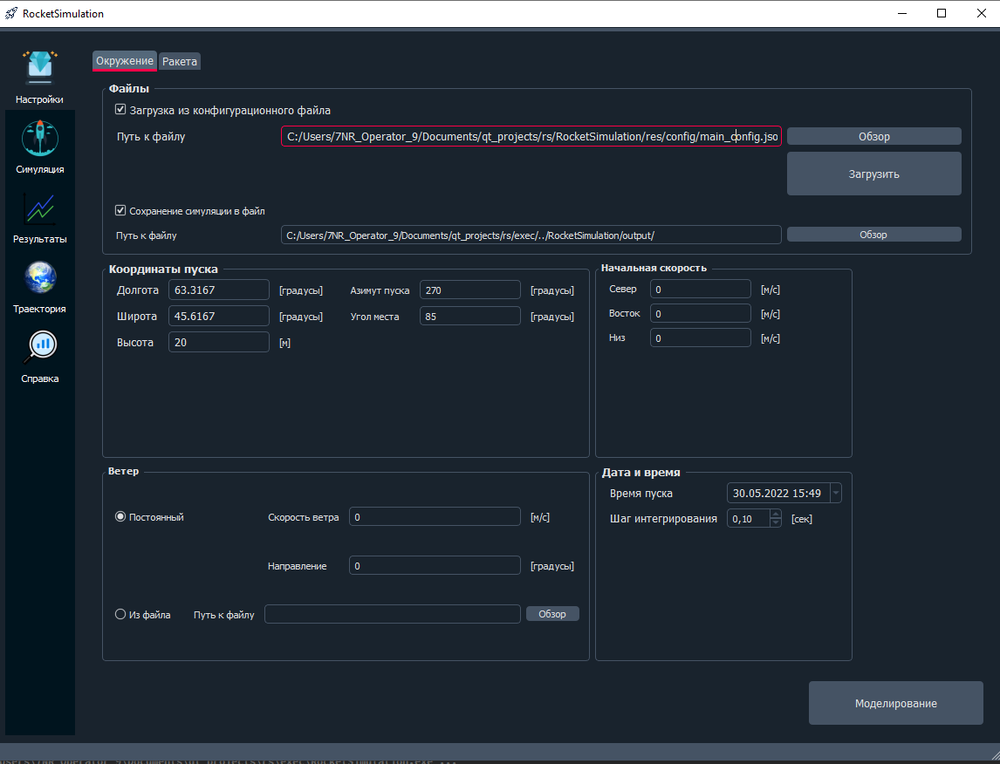 RocketSimulation
Окружение Ракета
Настройки
Симуляция
Результаты
Траектория
Справка
Файлы
Загрузка из конфигурационного файла
Путь к файлу C:/Users/7NR_Operator_9/Documents/qt_projects/rs/RocketSimulation/res/config/main_config.jso Обзор
Загрузить
Сохранение симуляции в файл
Путь к файлу C:/Users/7NR_Operator_9/Documents/qt_projects/rs/exec/../RocketSimulation/output/ Обзор
Координаты пуска
Долгота 63.3167 [градусы] Азимут пуска 270 [градусы]
Широта 45.6167 [градусы] Угол места 85 [градусы]
Высота 20 [м]
Начальная скорость
Север 0 [м/с]
Восток 0 [м/с]
Низ 0 [м/с]
Ветер
Постоянный Скорость ветра 0 [м/с]
Направление 0 [градусы]
Из файла Путь к файлу Обзор
Дата и время
Время пуска 30.05.2022 15:49
Шаг интегрирования 0,10 [сек]
Моделирование